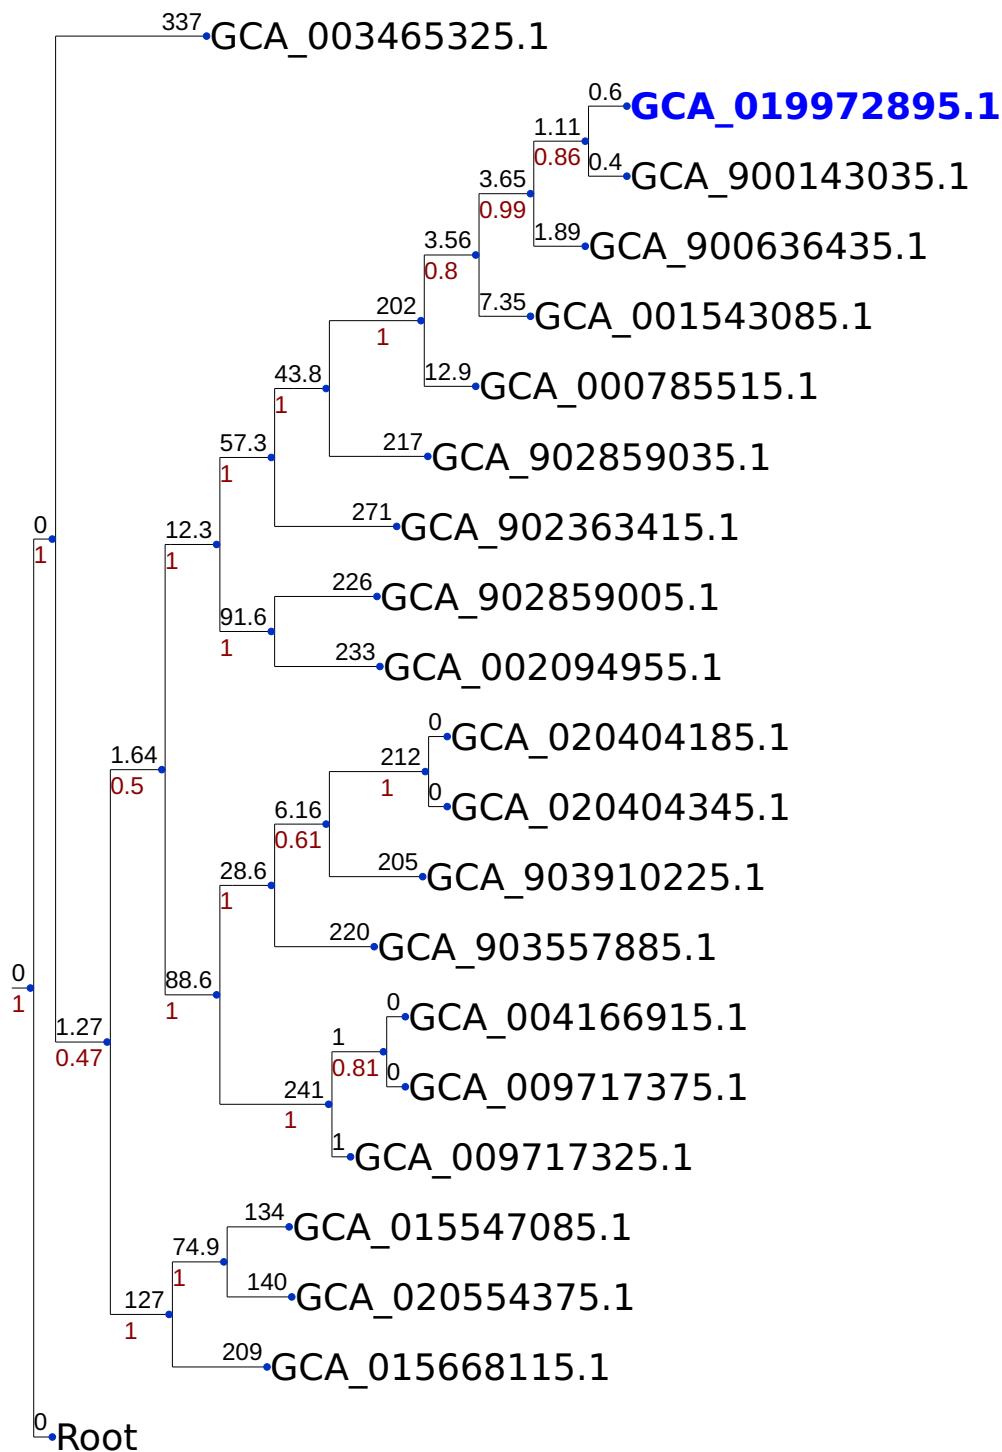 337 GCA_003465325.1
0.6 GCA_019972895.1
1.11
0.86
0.4 GCA_900143035.1
3.65
0.99
1.89 GCA_900636435.1
3.56
0.8
7.35 GCA_001543085.1
202
1
12.9 GCA_000785515.1
43.8
1
217 GCA_902859035.1
57.3
1
271 GCA_902363415.1
0
1
12.3
1
226 GCA_902859005.1
91.6
1
233 GCA_002094955.1
0 GCA_020404185.1
1.64
0.5
212
1
0 GCA_020404345.1
6.16
0.61
205 GCA_903910225.1
28.6
1
220 GCA_903557885.1
0
1
88.6
1
0 GCA_004166915.1
1.27
0.47
1
0.81
0 GCA_009717375.1
241
1
1 GCA_009717325.1
134 GCA_015547085.1
74.9
1
140 GCA_020554375.1
127
1
209 GCA_015668115.1
0 Root